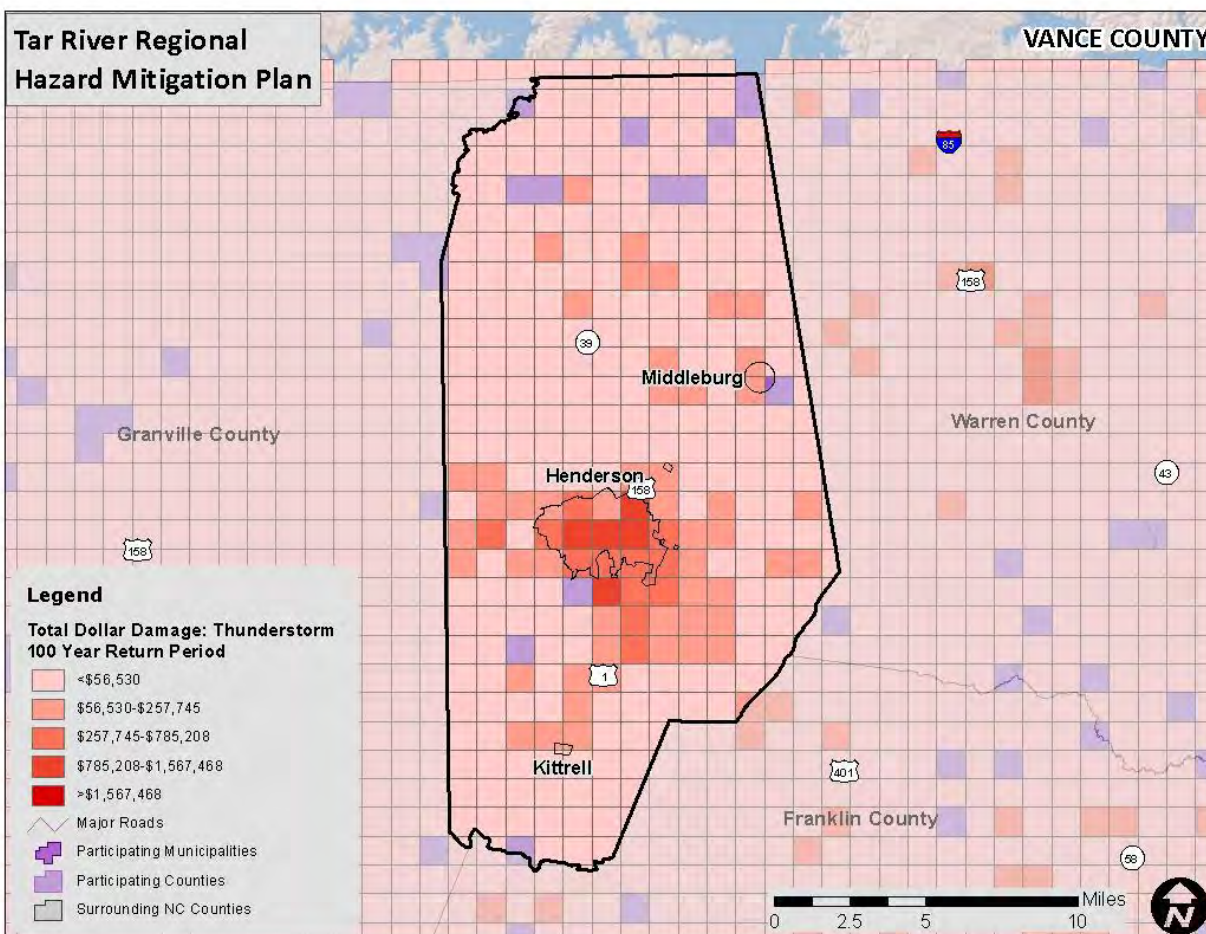 Tar River Regional
Hazard Mitigation Plan
VANCE COUNTY
85
158
39
Middleburg
Granville County
Warren County
43
Henderson
158
158
1
Kittrell
401
Franklin County
58
Legend
Total Dollar Damage: Thunderstorm
100 Year Return Period
<$56,530
$56,530-$257,745
$257,745-$785,208
$785,208-$1,567,468
>$1,567,468
Major Roads
Participating Municipalities
Participating Counties
Surrounding NC Counties
Miles
0 2.5 5 10
N